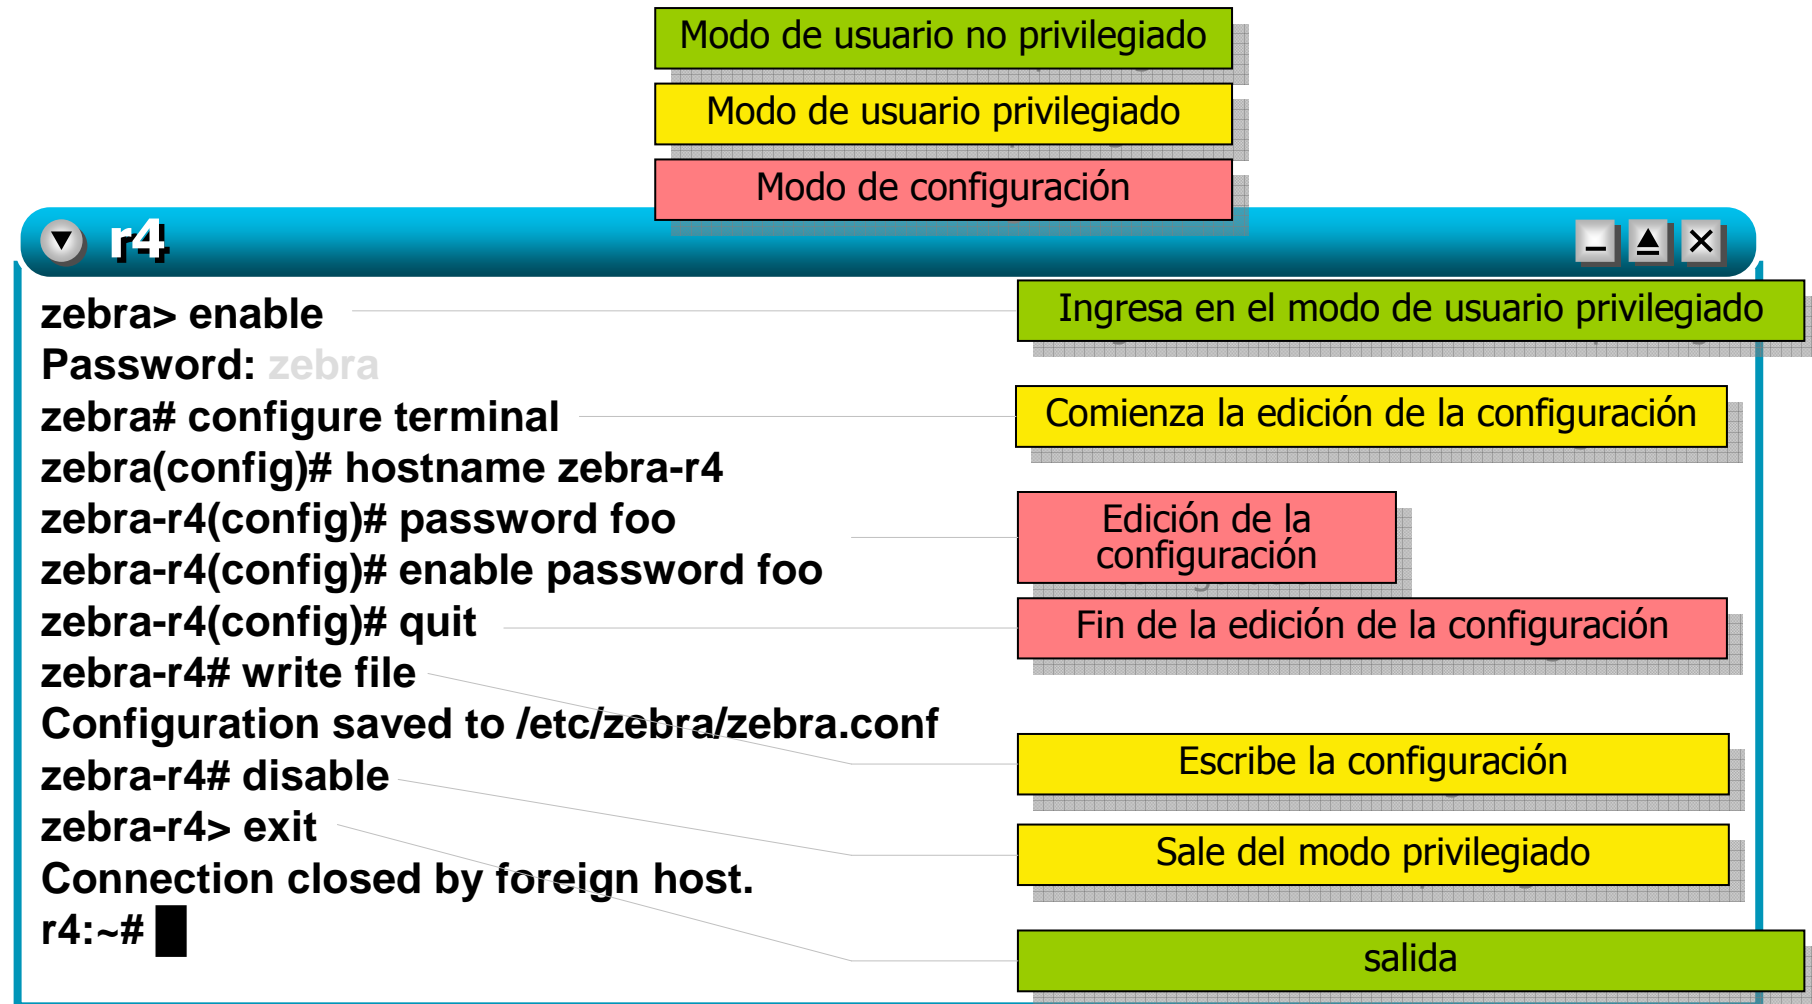 Modo de usuario no privilegiado
Modo de usuario privilegiado
Modo de configuración
r4
zebra> enable
Ingresa en el modo de usuario privilegiado
Password: zebra
zebra# configure terminal
Comienza la edición de la configuración
zebra(config)# hostname zebra-r4
zebra-r4(config)# password foo
Edición de la
configuración
zebra-r4(config)# enable password foo
zebra-r4(config)# quit
Fin de la edición de la configuración
zebra-r4# write file
Configuration saved to /etc/zebra/zebra.conf
Escribe la configuración
zebra-r4# disable
zebra-r4> exit
Sale del modo privilegiado
Connection closed by foreign host.
r4:~#
salida